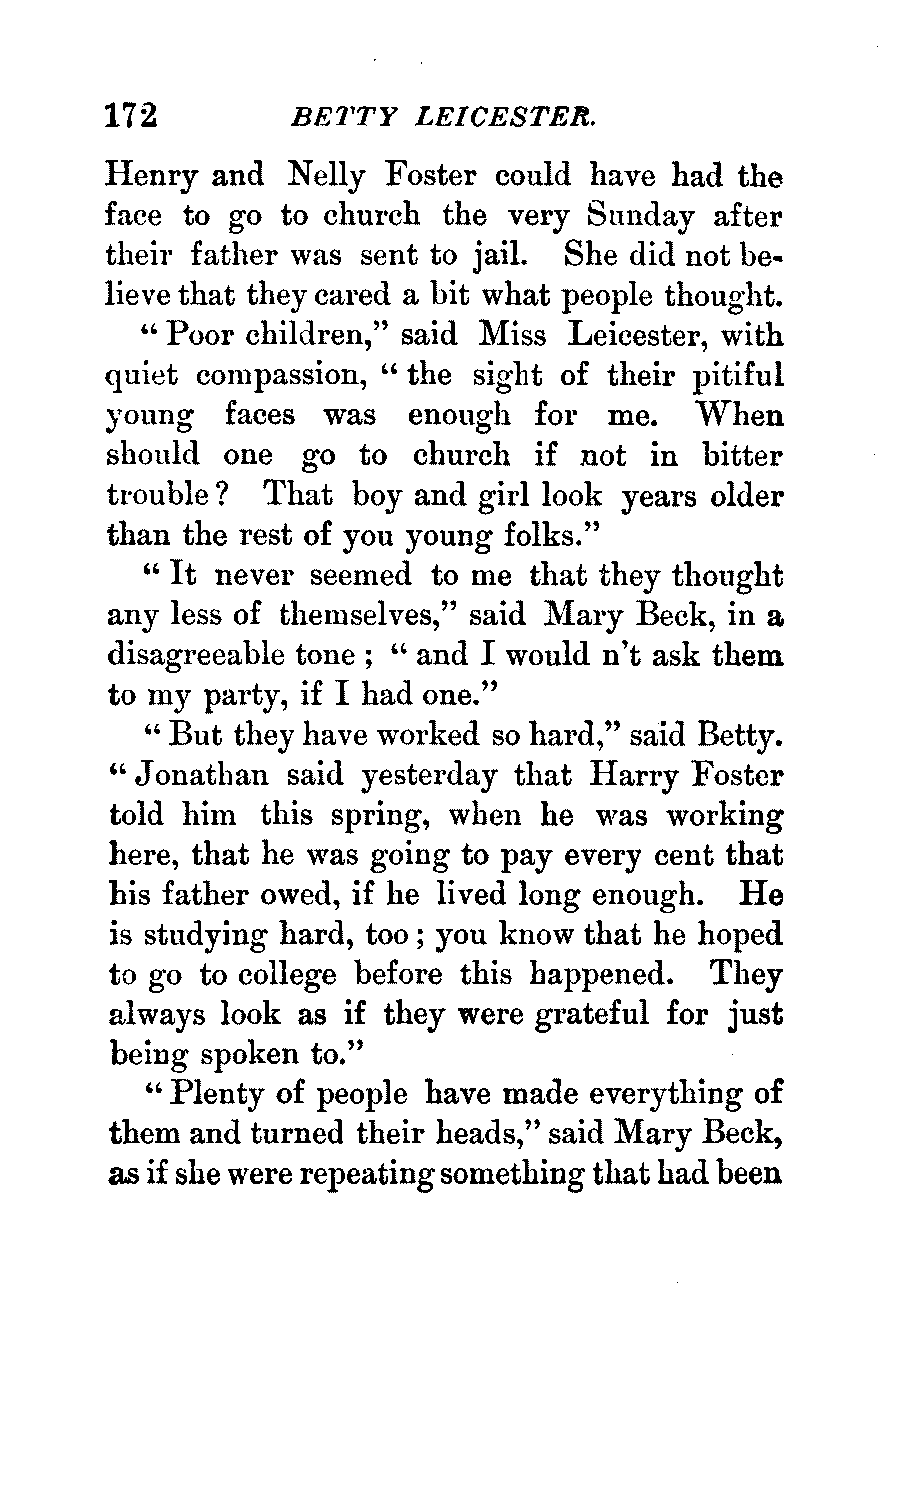 172 BETTY LEICESTER.
Henry and Nelly Foster could have had the
face to go to church the very Sunday after
their father was sent to jail. She did not be-
lieve that they cared a bit what people thought.
“ Poor children,” said Miss Leicester, with
quiet compassion, “ the sight of their pitiful
young faces was enough for me. When
should one go to church if not in bitter
trouble ? That boy and girl look years older
than the rest of you young folks.”
“ It never seemed to me that they thought
any less of themselves,” said Mary Beck, in a
disagreeable tone ; “ and I would n’t ask them
to my party, if I had one.”
“ But they have worked so hard,” said Betty.
“ Jonathan said yesterday that Harry Foster
told him this spring, when he was working
here, that he was going to pay every cent that
his father owed, if he lived long enough. He
is studying hard, too ; you know that he hoped
to go to college before this happened. They
always look as if they were grateful for just
being spoken to.”
“ Plenty of people have made everything of
them and turned their heads,” said Mary Beck,
as if she were repeating something that had been